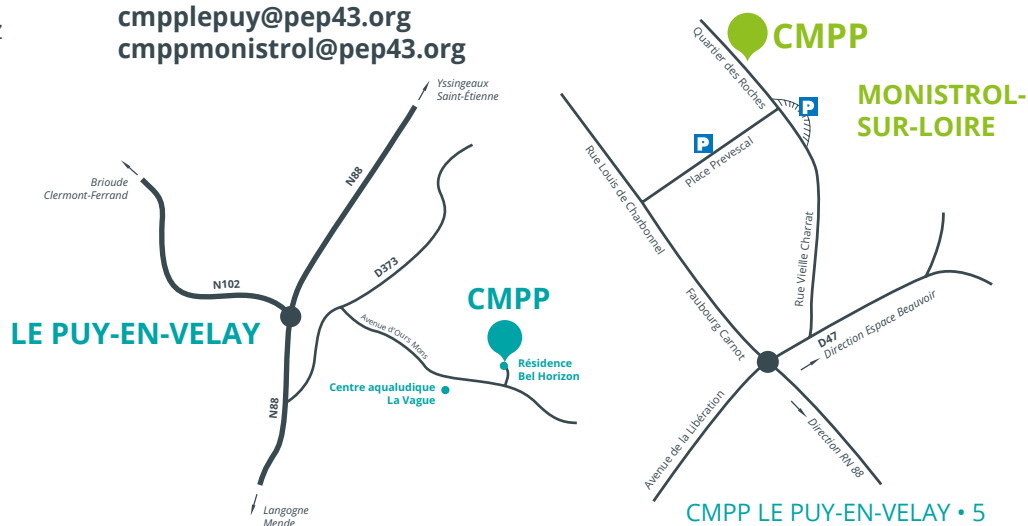 cmpplepuy@pep43.org
cmppmonistrol@pep43.org
Yssingeaux
Saint-Étienne
Brioude
Clermont-Ferrand
N88
N102
D373
LE PUY-EN-VELAY
CMPP
Avenue d'Ours Mons
Résidence
Bel Horizon
Centre aqualudique
La Vague
N88
Langogne
Mende
CMPP
MONISTROL-
SUR-LOIRE
Quartier des Roches
P
P
Place Prevescal
Rue Louis de Charbonnel
Rue Vieille Charrat
Faubourg Carnot
D47
Direction Espace Beauvoir
Avenue de la Libération
Direction RN 88
CMPP LE PUY-EN-VELAY • 5